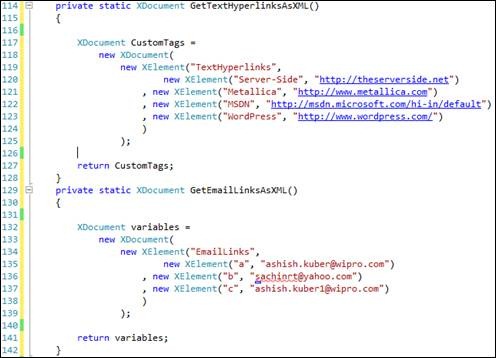 114 private static XDocument GetTextHyperlinksAsXML()
115 {
116
117 XDocument CustomTags =
118 new XDocument(
119 new XElement("TextHyperlinks",
120 new XElement("Server-Side", "http://theserverside.net")
121 , new XElement("Metallica", "http://www.metallica.com")
122 , new XElement("MSDN", "http://msdn.microsoft.com/hi-in/default")
123 , new XElement("WordPress", "http://www.wordpress.com/")
124 )
125 );
126
127 return CustomTags;
128 }
129 private static XDocument GetEmailLinksAsXML()
130 {
131
132 XDocument variables =
133 new XDocument(
134 new XElement("EmailLinks",
135 new XElement("a", "ashish.kuber@wipro.com")
136 , new XElement("b", "sachinrt@yahoo.com")
137 , new XElement("c", "ashish.kuber1@wipro.com")
138 )
139 );
140
141 return variables;
142 }